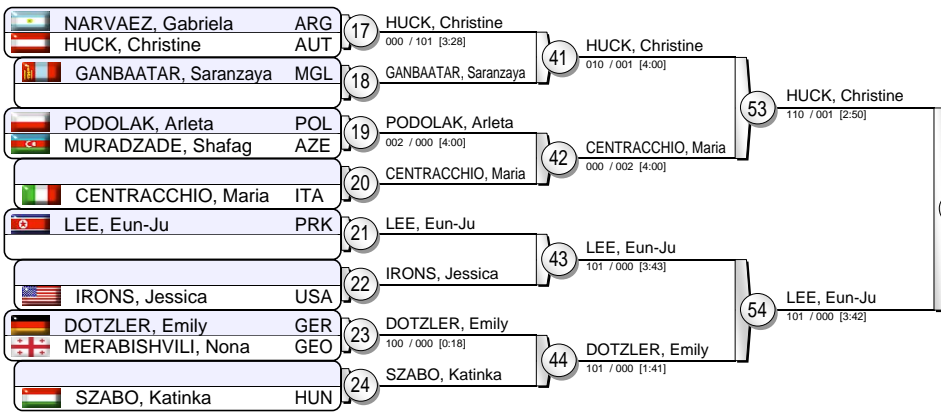 NARVAEZ, Gabriela ARG
HUCK, Christine AUT
17
HUCK, Christine
000 / 101 [3:28]
GANBAATAR, Saranzaya MGL
18
GANBAATAR, Saranzaya
41
HUCK, Christine
010 / 001 [4:00]
PODOLAK, Arleta POL
MURADZADE, Shafag AZE
19
PODOLAK, Arleta
002 / 000 [4:00]
CENTRACCHIO, Maria ITA
20
CENTRACCHIO, Maria
42
CENTRACCHIO, Maria
000 / 002 [4:00]
53
HUCK, Christine
110 / 001 [2:50]
LEE, Eun-Ju PRK
21
LEE, Eun-Ju
IRONS, Jessica USA
22
IRONS, Jessica
43
LEE, Eun-Ju
101 / 000 [3:43]
DOTZLER, Emily GER
MERABISHVILI, Nona GEO
23
DOTZLER, Emily
100 / 000 [0:18]
SZABO, Katinka HUN
24
SZABO, Katinka
44
DOTZLER, Emily
101 / 000 [1:41]
54
LEE, Eun-Ju
101 / 000 [3:42]